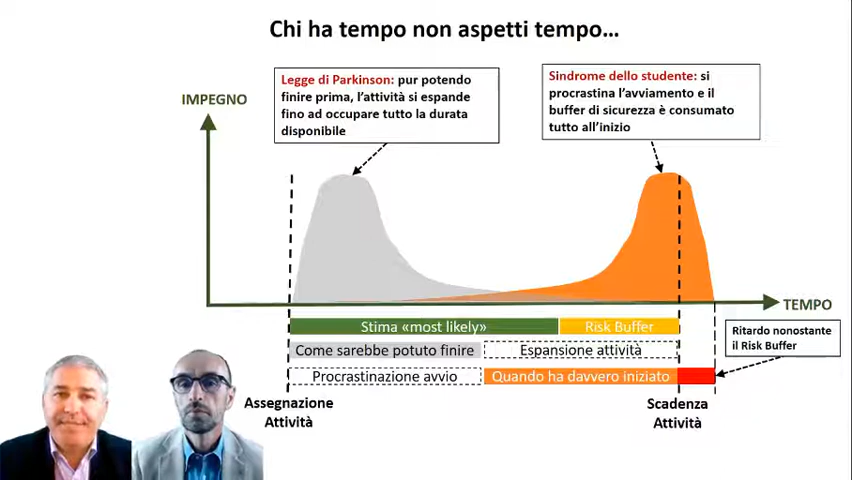 Chi ha tempo non aspetti tempo…
IMPEGNO
Legge di Parkinson: pur potendo
finire prima, l'attività si espande
fino ad occupare tutto la durata
disponibile
Sindrome dello studente: si
procrastina l'avviamento e il
buffer di sicurezza è consumato
tutto all'inizio
TEMPO
Stima «most likely»
Risk Buffer
Ritardo nonostante
il Risk Buffer
Come sarebbe potuto finire
Espansione attività
Procrastinazione avvio
Quando ha davvero iniziato
Assegnazione
Attività
Scadenza
Attività